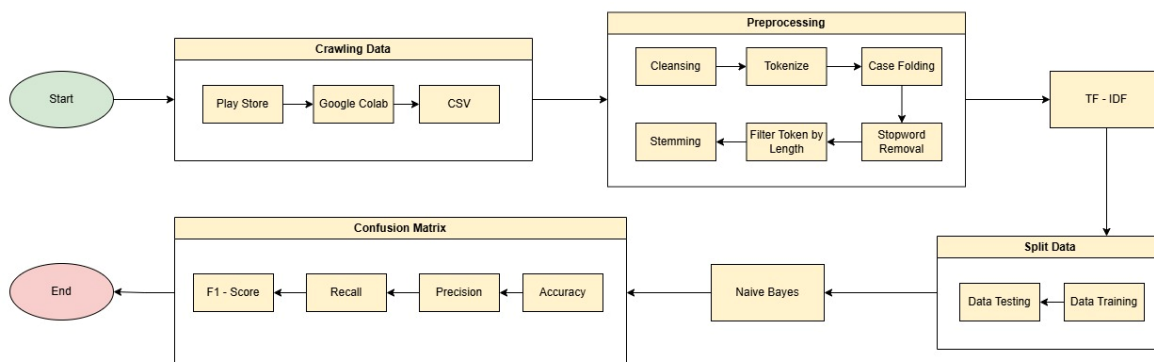 Preprocessing
Crawling Data
Cleansing
Tokenize
Case Folding
Start
Play Store
Google Colab
CSV
TF - IDF
Stemming
Filter Token by
Length
Stopword
Removal
Confusion Matrix
Split Data
End
F1 - Score
Recall
Precision
Accuracy
Naive Bayes
Data Testing
Data Training